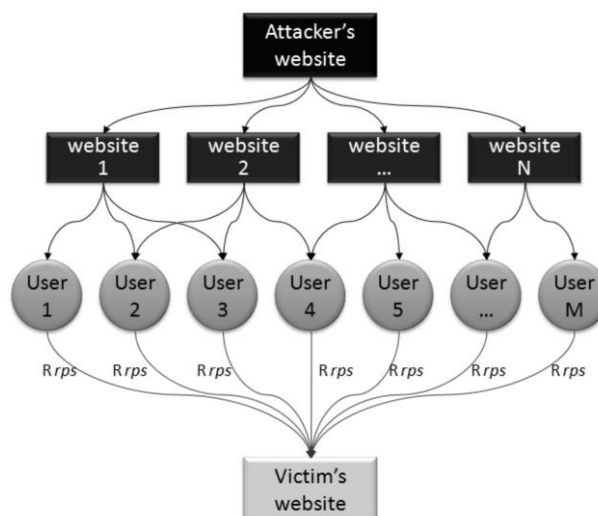 Attacker's
website
website
1
website
2
website
...
website
N
User
1
User
2
User
3
User
4
User
5
User
...
User
M
R rps
R rps
R rps
R rps
R rps
R rps
Victim's
website